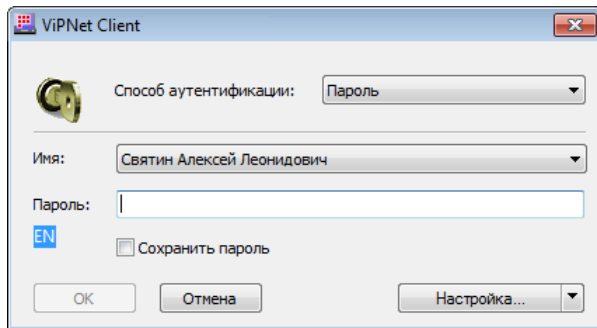 ViPNet Client
Способ аутентификации: Пароль
Имя: Святин Алексей Леонидович
Пароль:
EN
Сохранить пароль
OK Отмена Настройка...